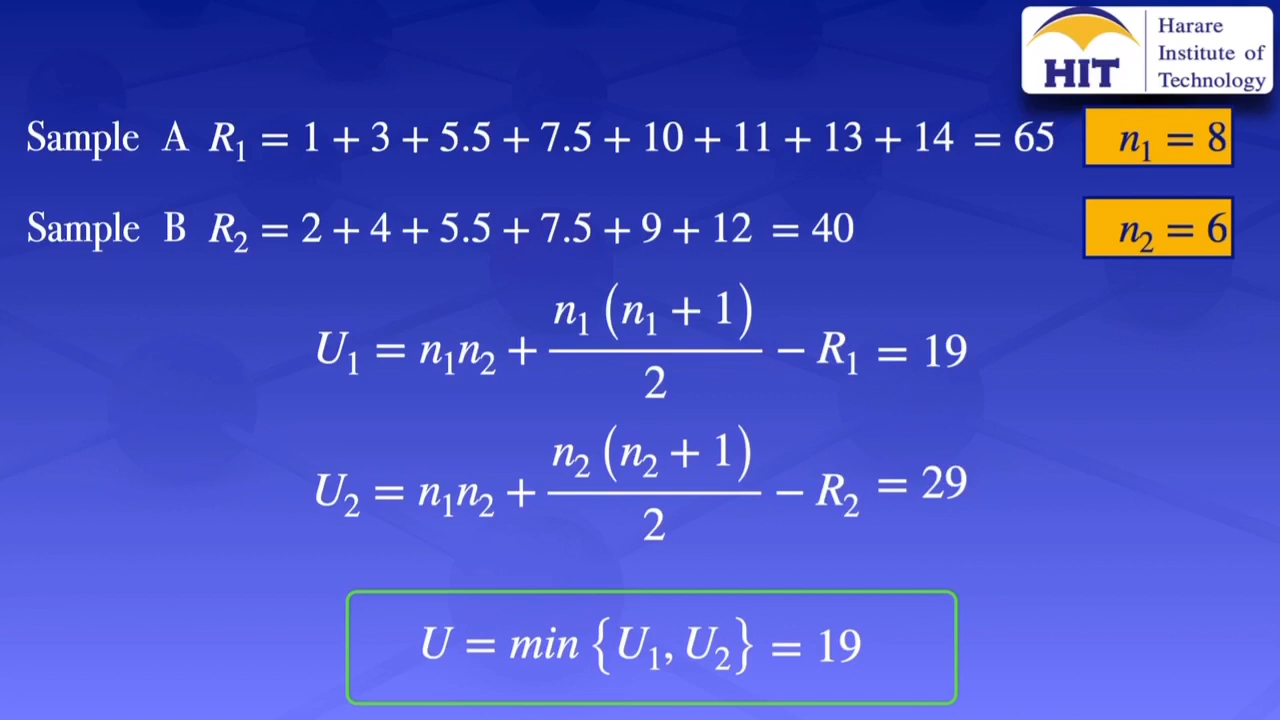 HIT
Harare
Institute of
Technology
Sample A R₁ = 1 + 3 + 5.5 + 7.5 + 10 + 11 + 13 + 14 = 65
n₁ = 8
Sample B R₂ = 2 + 4 + 5.5 + 7.5 + 9 + 12 = 40
n₂ = 6
U₁ = n₁n₂ + n₁ (n₁ + 1) / 2 − R₁ = 19
U₂ = n₁n₂ + n₂ (n₂ + 1) / 2 − R₂ = 29
U = min {U₁, U₂} = 19